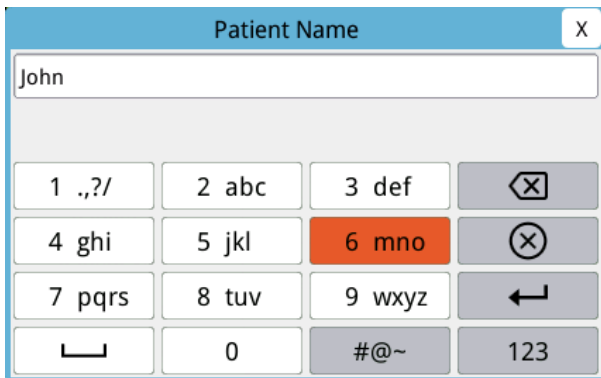 Patient Name X
John
1 .,?/ 2 abc 3 def
4 ghi 5 jkl 6 mno
7 pqrs 8 tuv 9 wxyz
0 #@~ 123